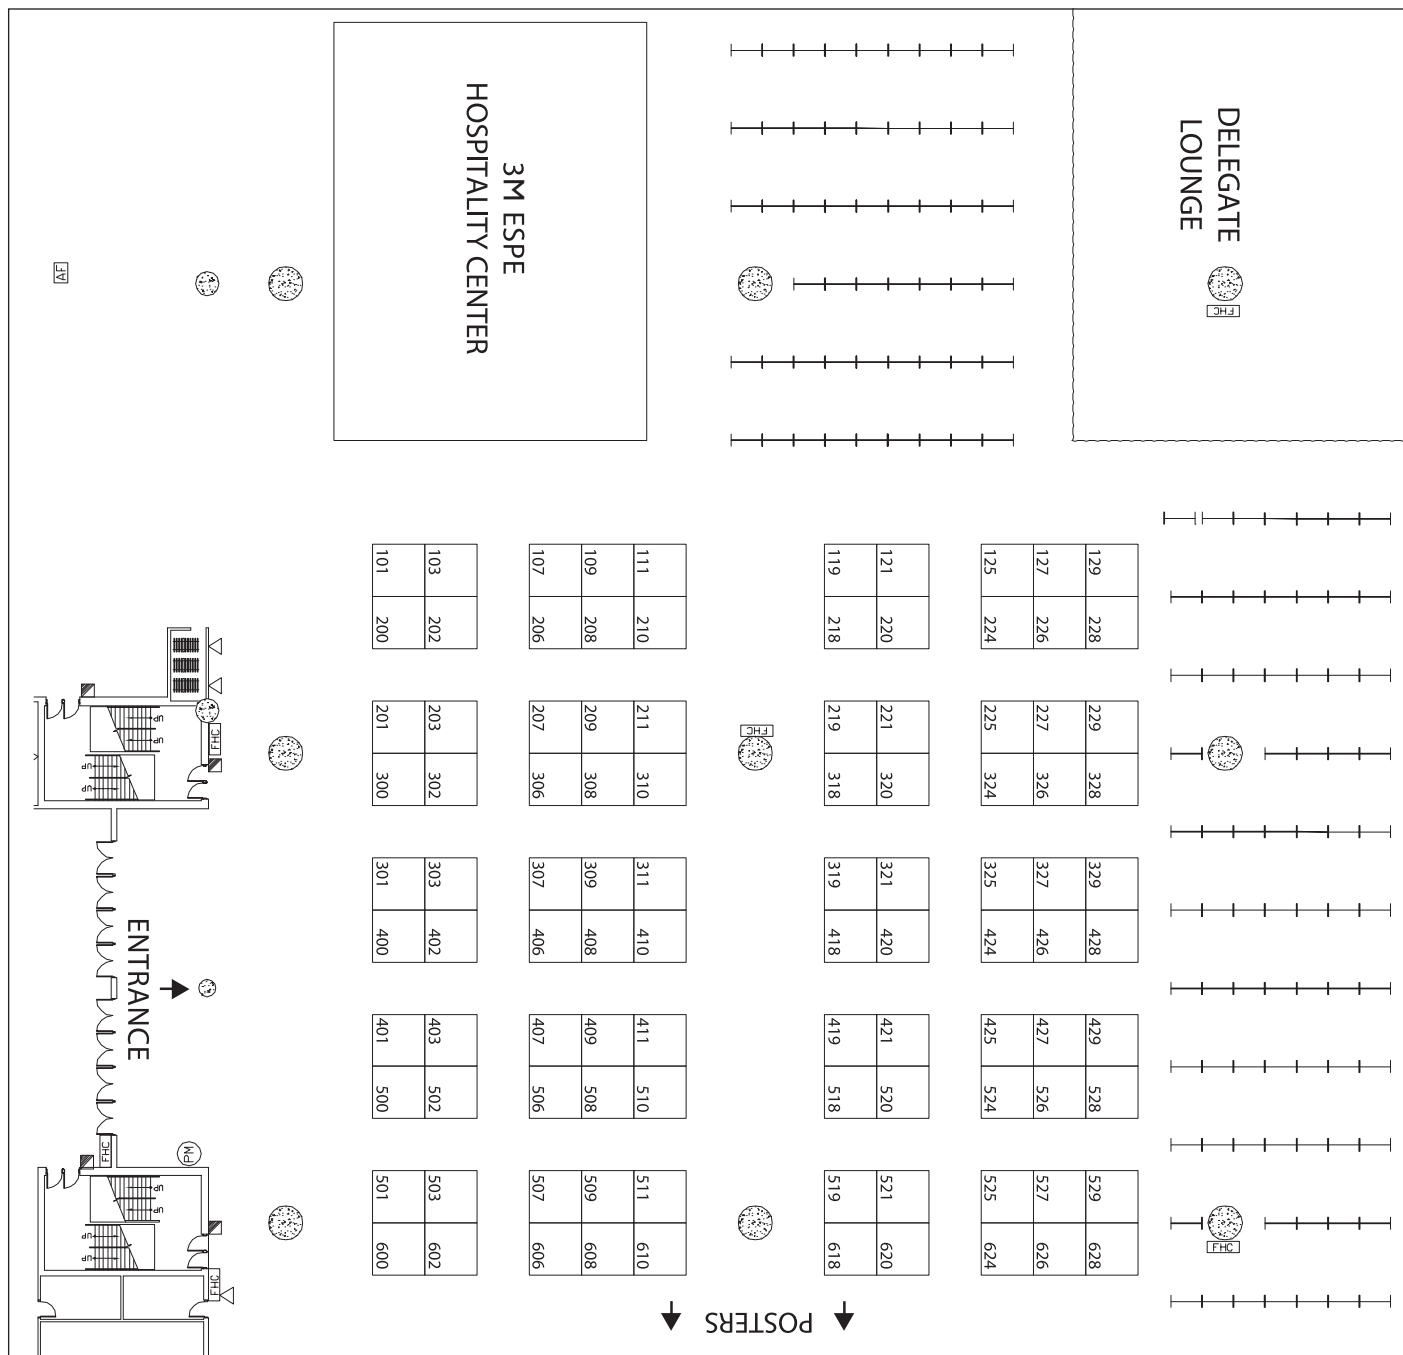 3M ESPE
HOSPITALITY CENTER
DELEGATE
LOUNGE
AF
FHC
101 103 107 109 111 119 121 125 127 129
200 202 206 208 210 218 220 224 226 228
201 203 207 209 211 219 221 225 227 229
300 302 306 308 310 318 320 324 326 328
301 303 307 309 311 319 321 325 327 329
400 402 406 408 410 418 420 424 426 428
401 403 407 409 411 419 421 425 427 429
500 502 506 508 510 518 520 524 526 528
501 503 507 509 511 519 521 525 527 529
600 602 606 608 610 618 620 624 626 628
UP
UP
UP
UP
FHC
FHC
ENTRANCE
FHC
PM
UP
UP
UP
UP
FHC
FHC
POSTERS